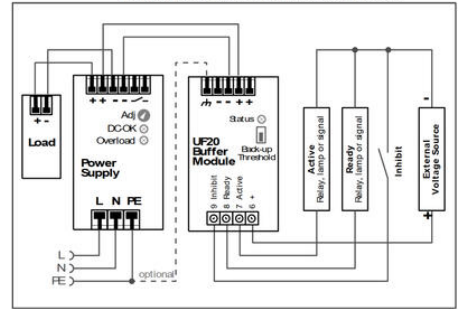 + + - - -
Adj
DC-OK
Overload
+ -
Load
Power
Supply
L N PE
L
N
PE
optional
- - + +
Status
UF20
Buffer
Module
Back-up
Threshold
9 Inhibit
8 Ready
7 Active
6 +
Active
Relay, lamp or signal
Ready
Relay, lamp or signal
Inhibit
-
External
Voltage Source
+